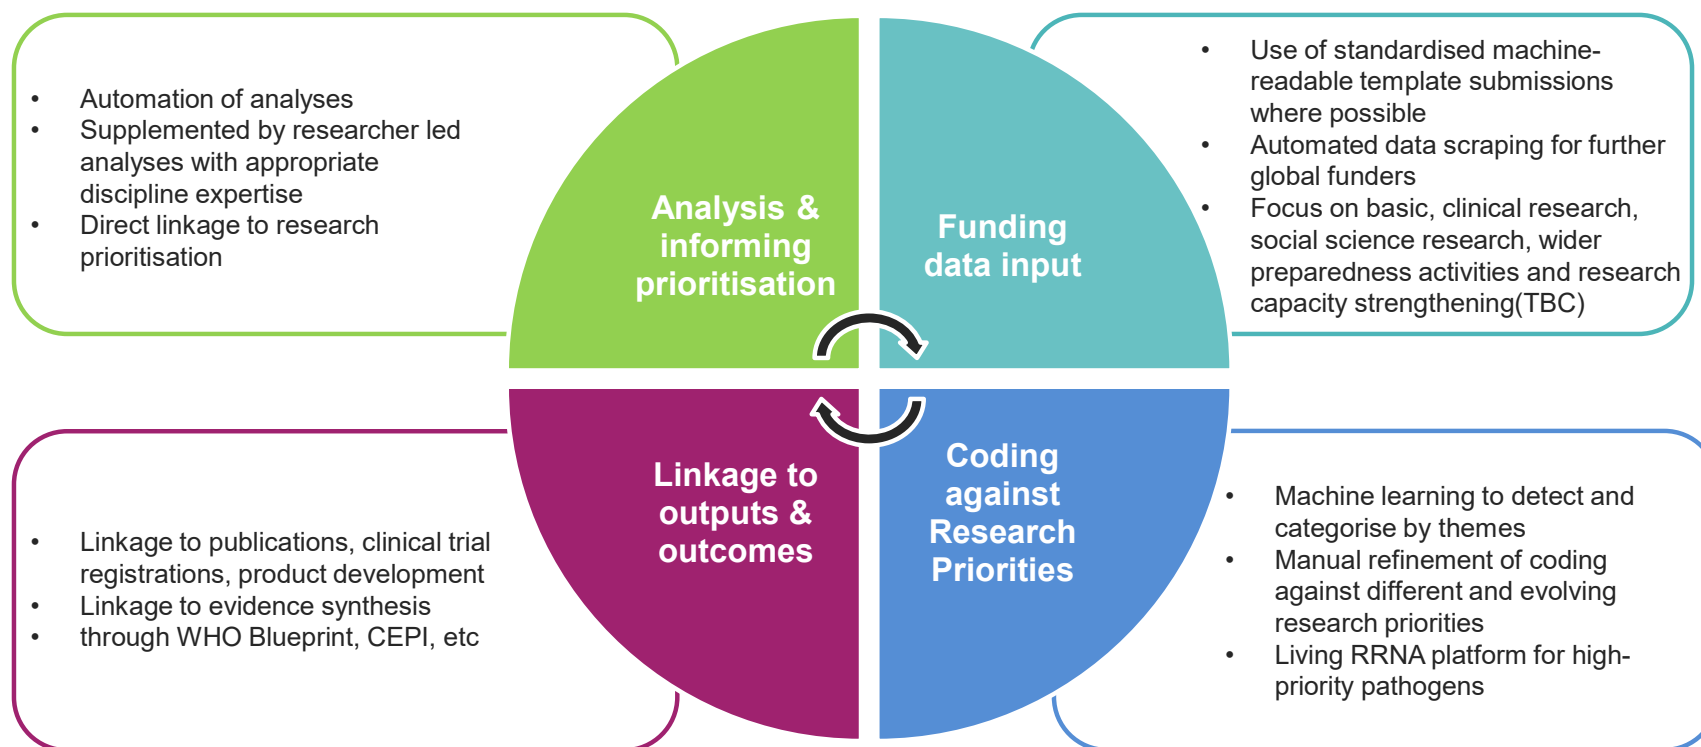 • Automation of analyses
• Supplemented by researcher led
analyses with appropriate
discipline expertise
• Direct linkage to research
prioritisation
Analysis &
informing
prioritisation
Funding
data input
• Use of standardised machine-
readable template submissions
where possible
• Automated data scraping for further
global funders
• Focus on basic, clinical research,
social science research, wider
preparedness activities and research
capacity strengthening(TBC)
• Linkage to publications, clinical trial
registrations, product development
• Linkage to evidence synthesis
• through WHO Blueprint, CEPI, etc
Linkage to
outputs &
outcomes
Coding
against
Research
Priorities
• Machine learning to detect and
categorise by themes
• Manual refinement of coding
against different and evolving
research priorities
• Living RRNA platform for high-
priority pathogens